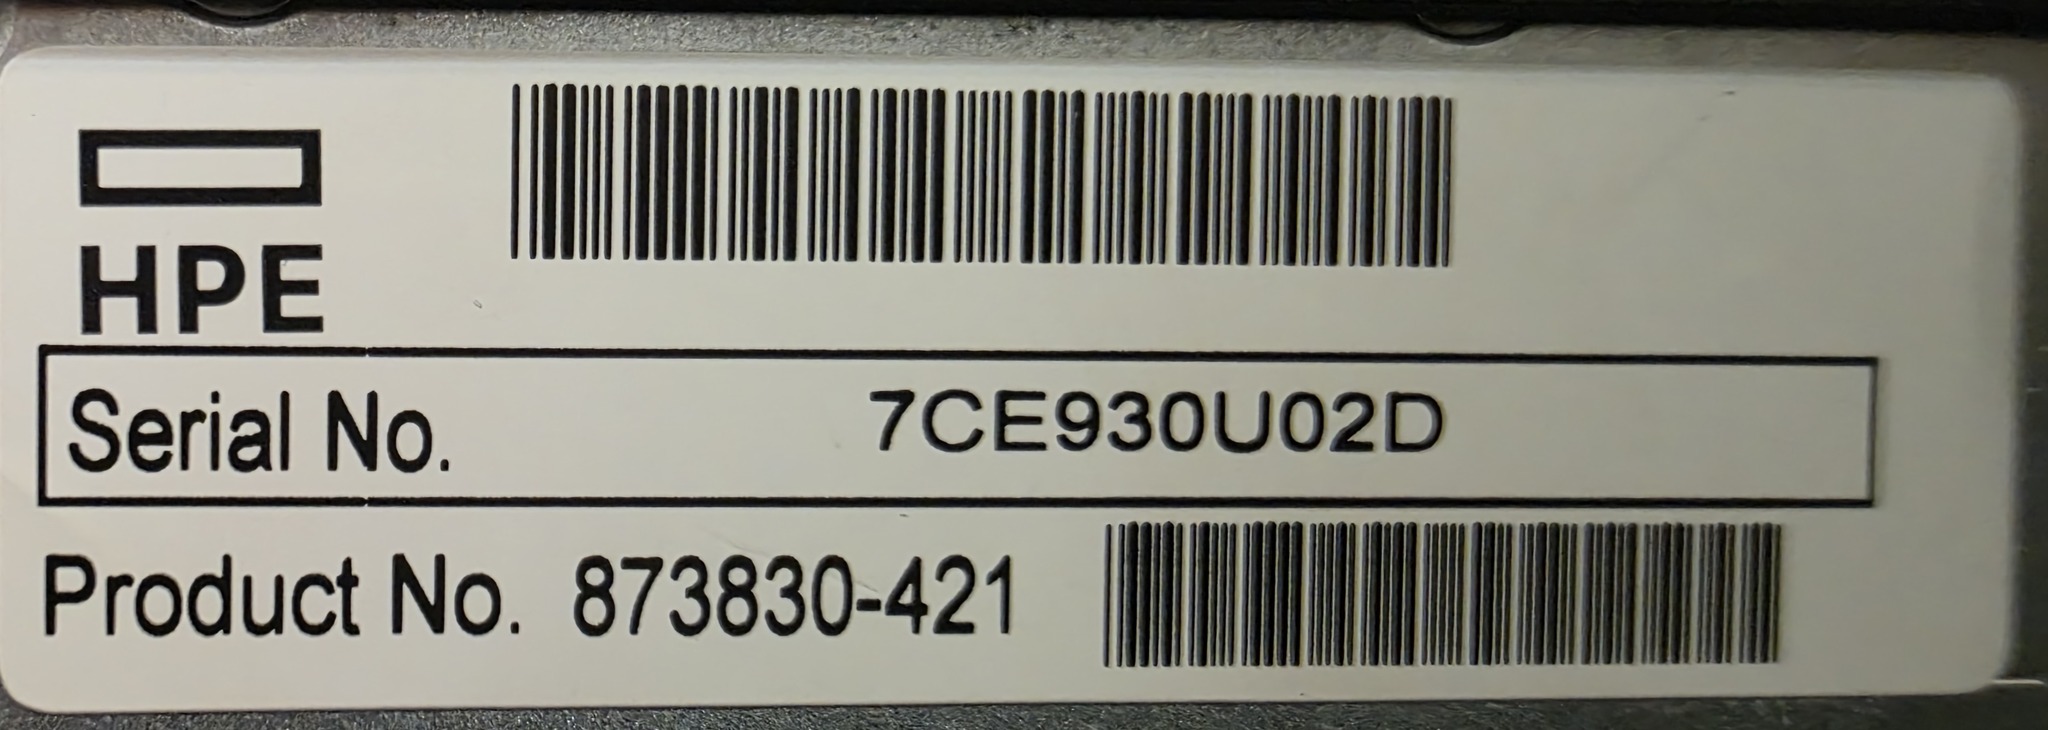 HPE
Serial No. 7CE930U02D
Product No. 873830-421